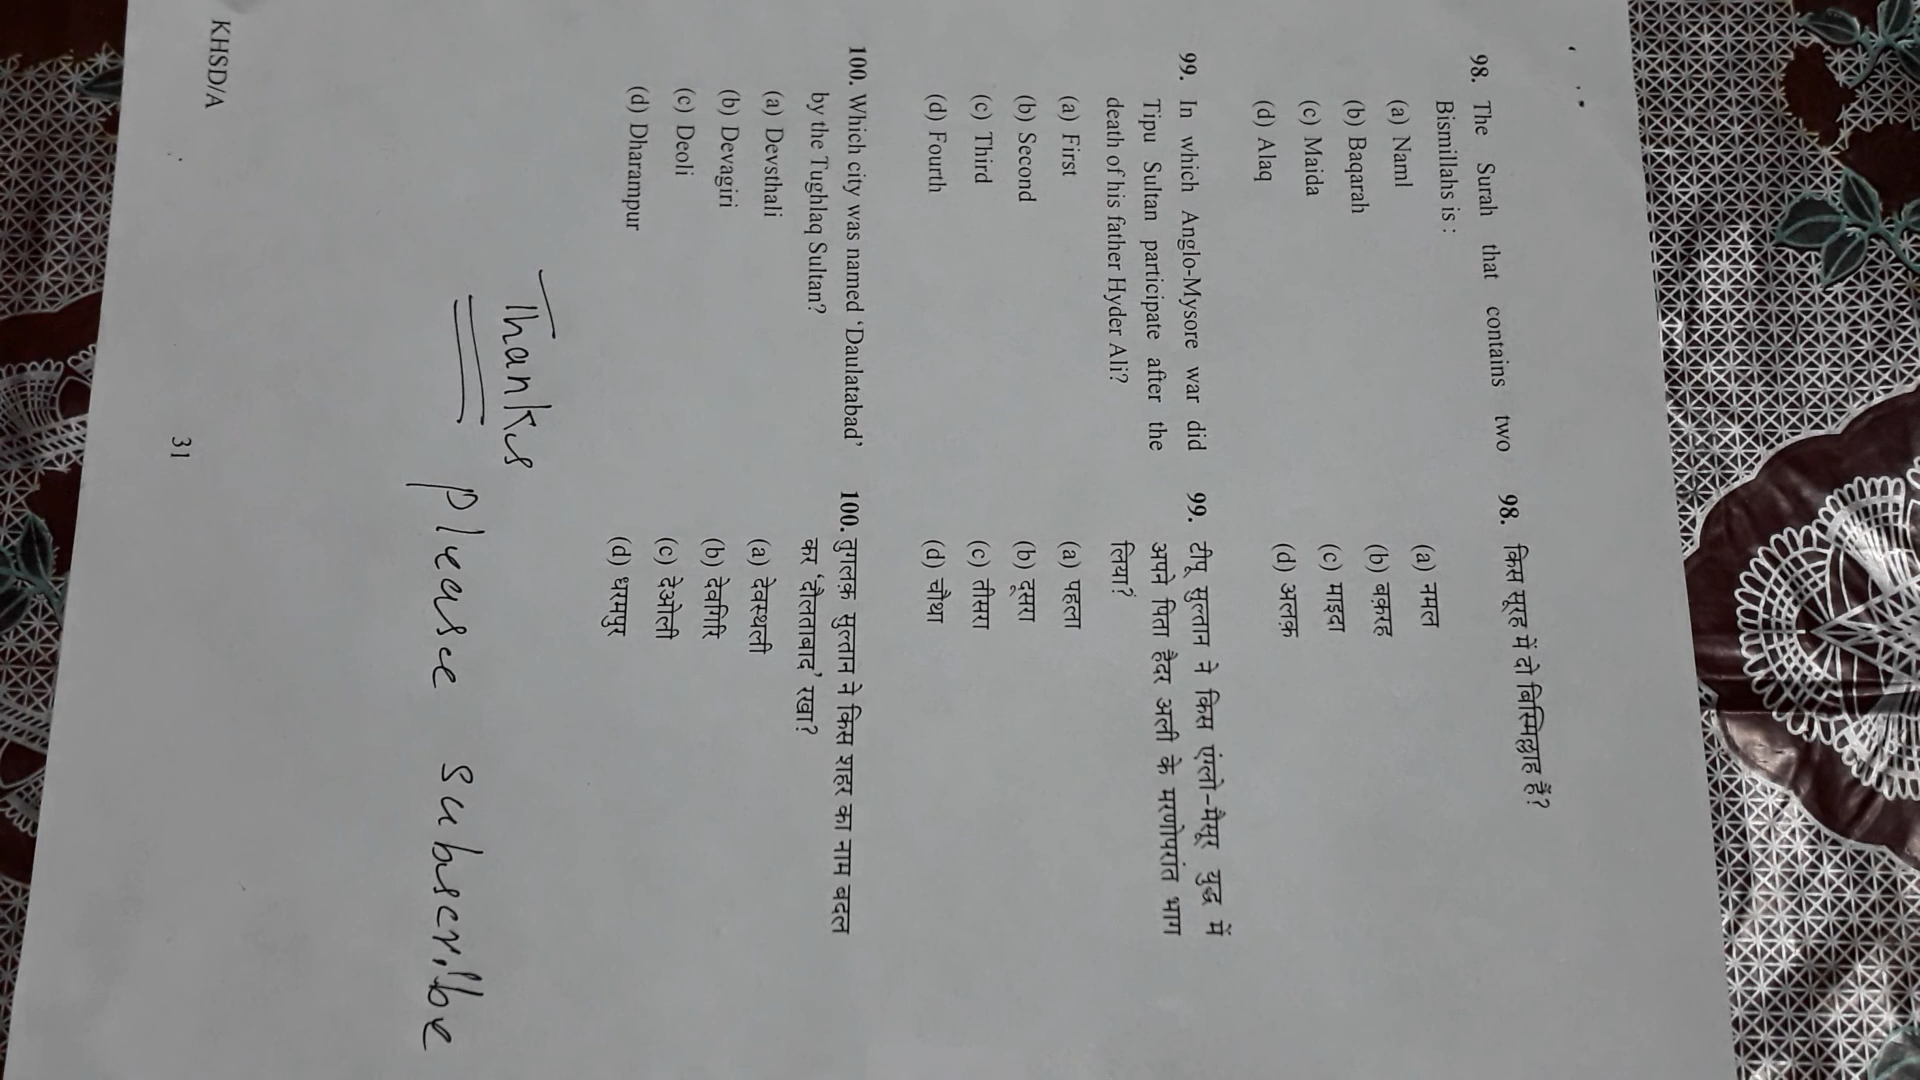 98. The Surah that contains two
Bismillahs is :
(a) Naml
(b) Baqarah
(c) Maida
(d) Alaq
99. In which Anglo-Mysore war did
Tipu Sultan participate after the
death of his father Hyder Ali?
(a) First
(b) Second
(c) Third
(d) Fourth
100. Which city was named ‘Daulatabad’
by the Tughlaq Sultan?
(a) Devsthali
(b) Devagiri
(c) Deoli
(d) Dharampur
98. किस सूरह में दो बिस्मिल्लाह हैं?
(a) नमल
(b) बक़रह
(c) माइदा
(d) अलक़
99. टीपू सुल्तान ने किस एंग्लो-मैसूर युद्ध में
अपने पिता हैदर अली के मरणोपरांत भाग
लिया?
(a) पहला
(b) दूसरा
(c) तीसरा
(d) चौथा
100. तुगलक़ सुल्तान ने किस शहर का नाम बदल
कर ‘दौलताबाद’ रखा?
(a) देवस्थली
(b) देवगिरि
(c) देओली
(d) धरमपुर
Thanks
please subscribe
KHSD/A
31